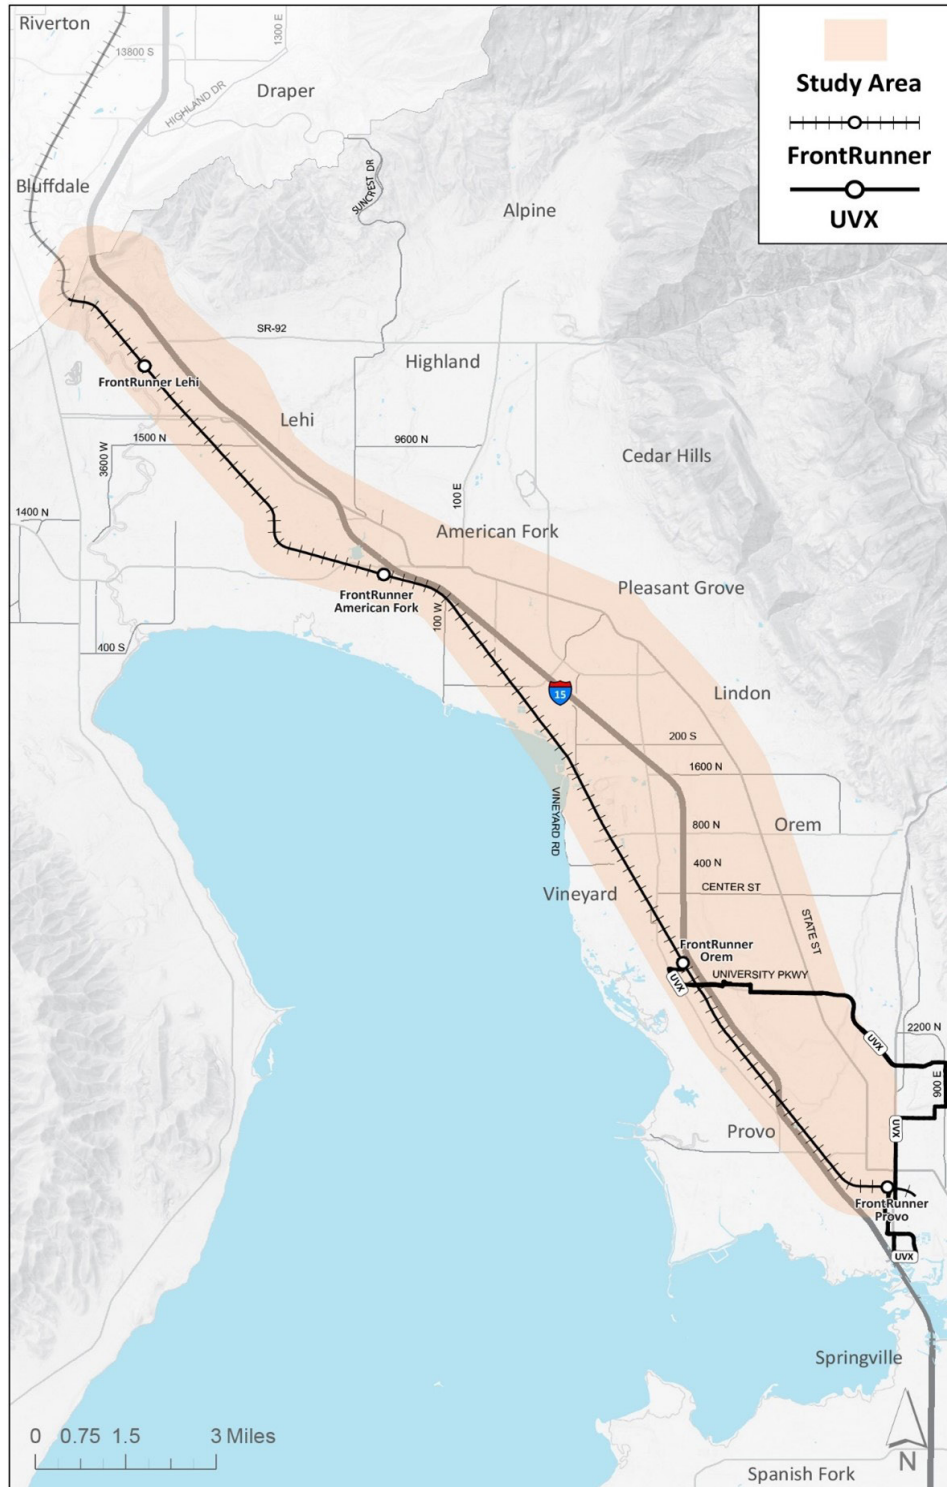 Riverton
1300 E
13800 S
HIGHLAND DR
Draper
Study Area
FrontRunner
UVX
Bluffdale
SUNCREST DR
Alpine
SR-92
Highland
FrontRunner Lehi
Lehi
1500 N
9600 N
3600 W
Cedar Hills
100 E
1400 N
American Fork
FrontRunner
American Fork
Pleasant Grove
100 W
400 S
15
Lindon
200 S
1600 N
VINEYARD RD
800 N
Orem
400 N
Vineyard
CENTER ST
STATE ST
FrontRunner
Orem
UVX
UNIVERSITY PKWY
UVX
2200 N
900 E
Provo
UVX
FrontRunner
Provo
UVX
Springville
0 0.75 1.5 3 Miles
N
Spanish Fork